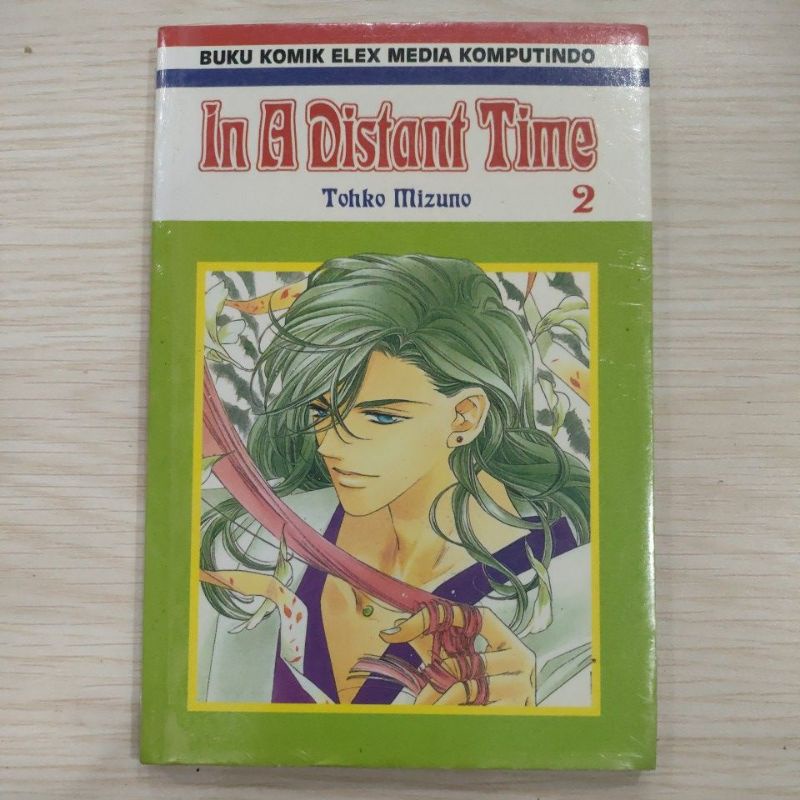 BUKU KOMIK ELEX MEDIA KOMPUTINDO
In A Distant Time
Tohko Mizuno
2